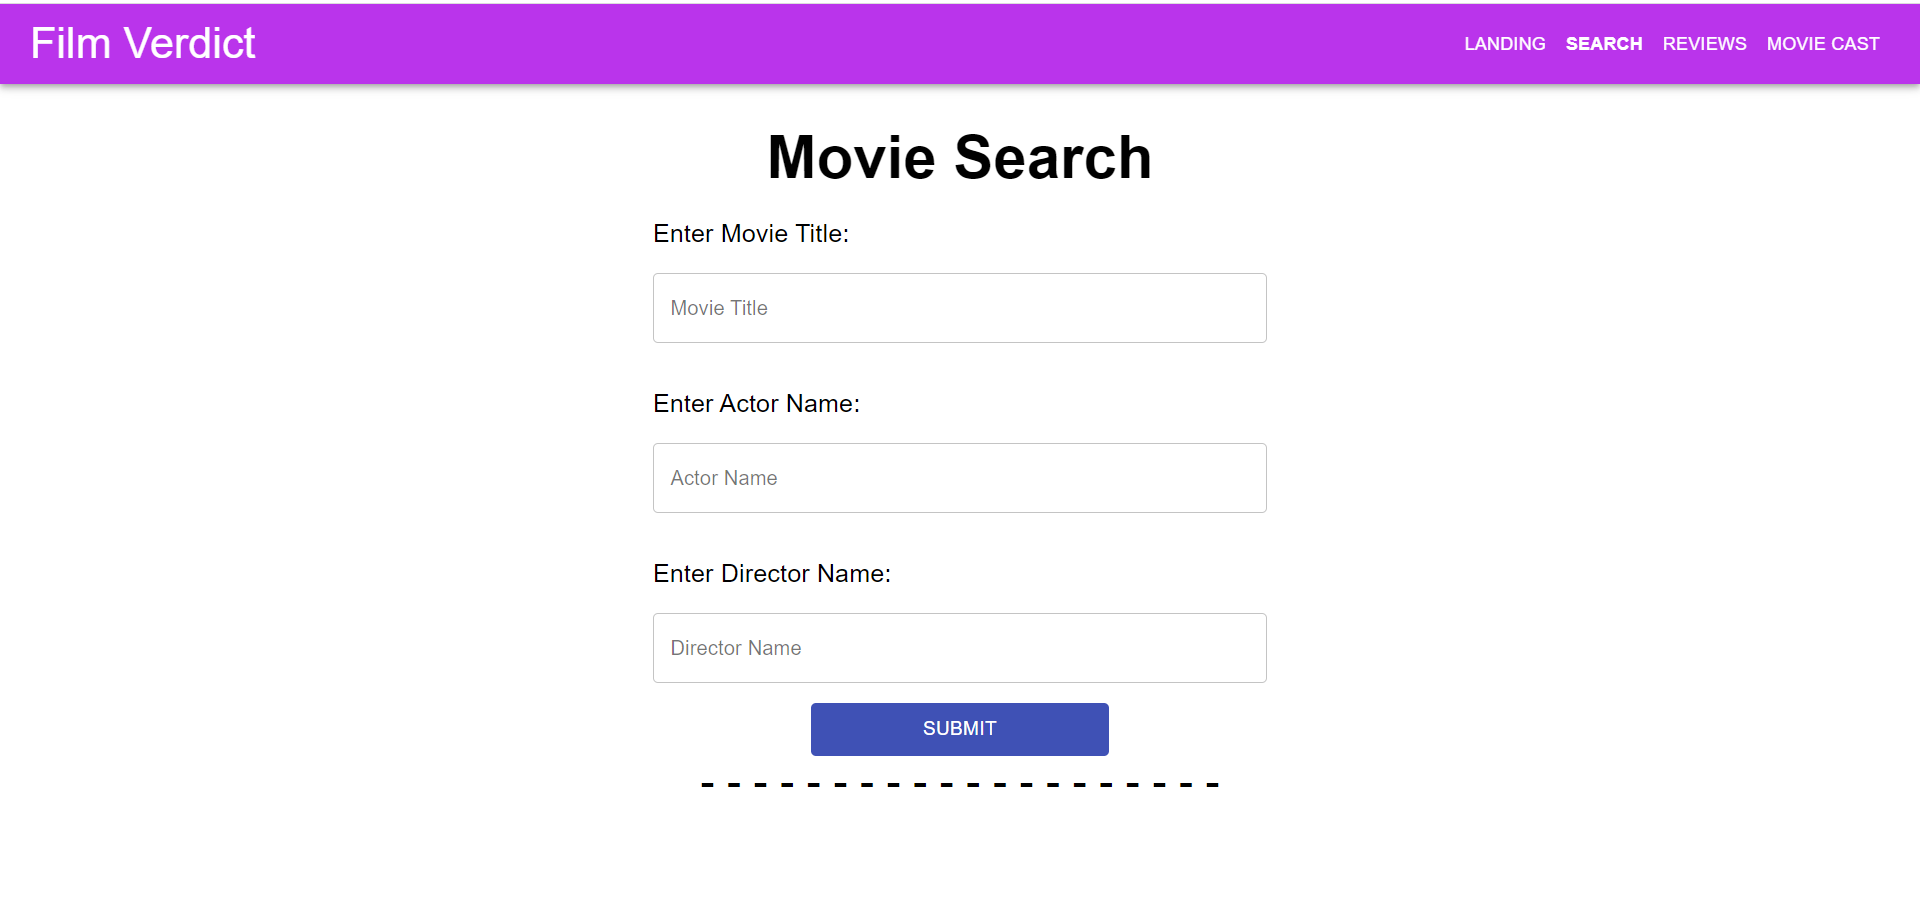 Film Verdict
LANDING SEARCH REVIEWS MOVIE CAST
Movie Search
Enter Movie Title:
Movie Title
Enter Actor Name:
Actor Name
Enter Director Name:
Director Name
SUBMIT
- - - - - - - - - - - - - - - - - - - -